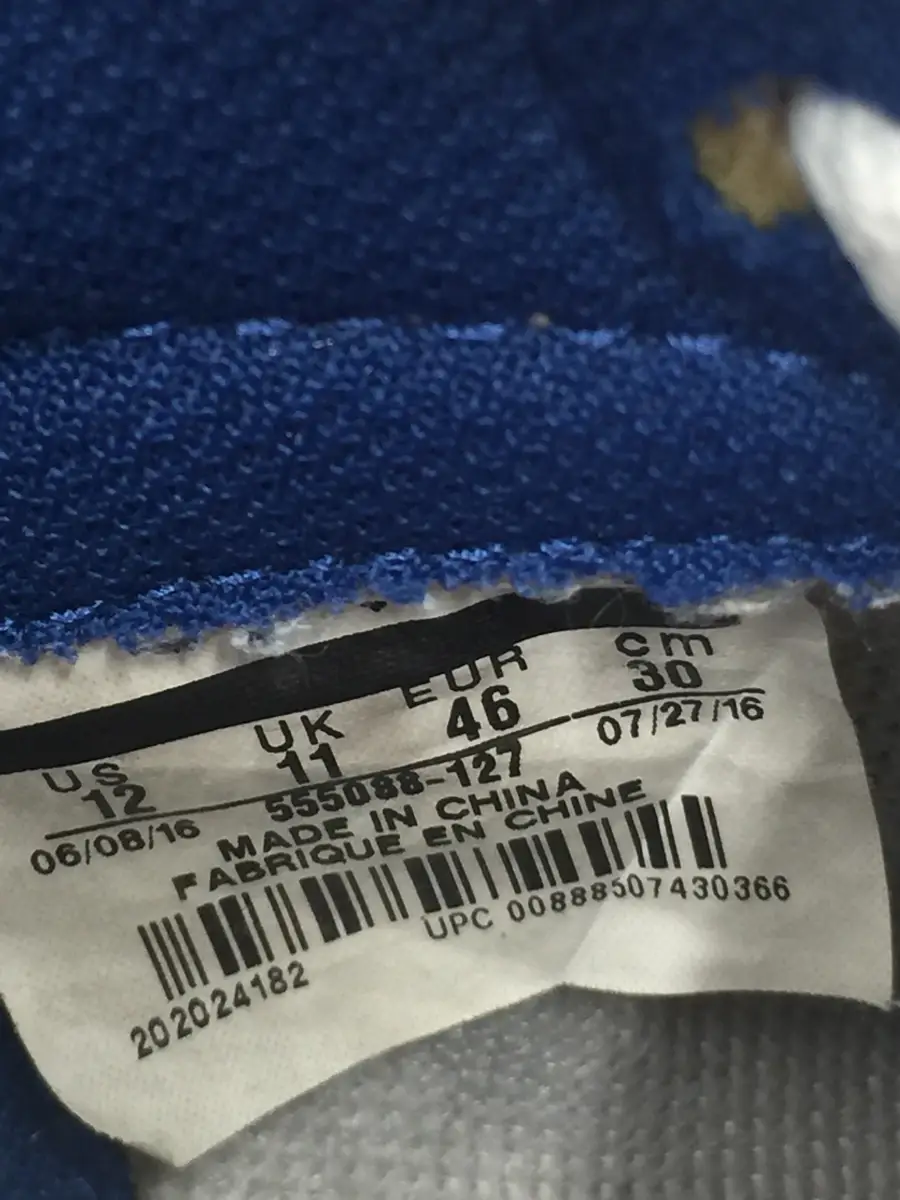 US UK EUR cm
12 11 46 30
06/08/16 555088-127 07/27/16
MADE IN CHINA
FABRIQUE EN CHINE
UPC 00888507430366
202024182